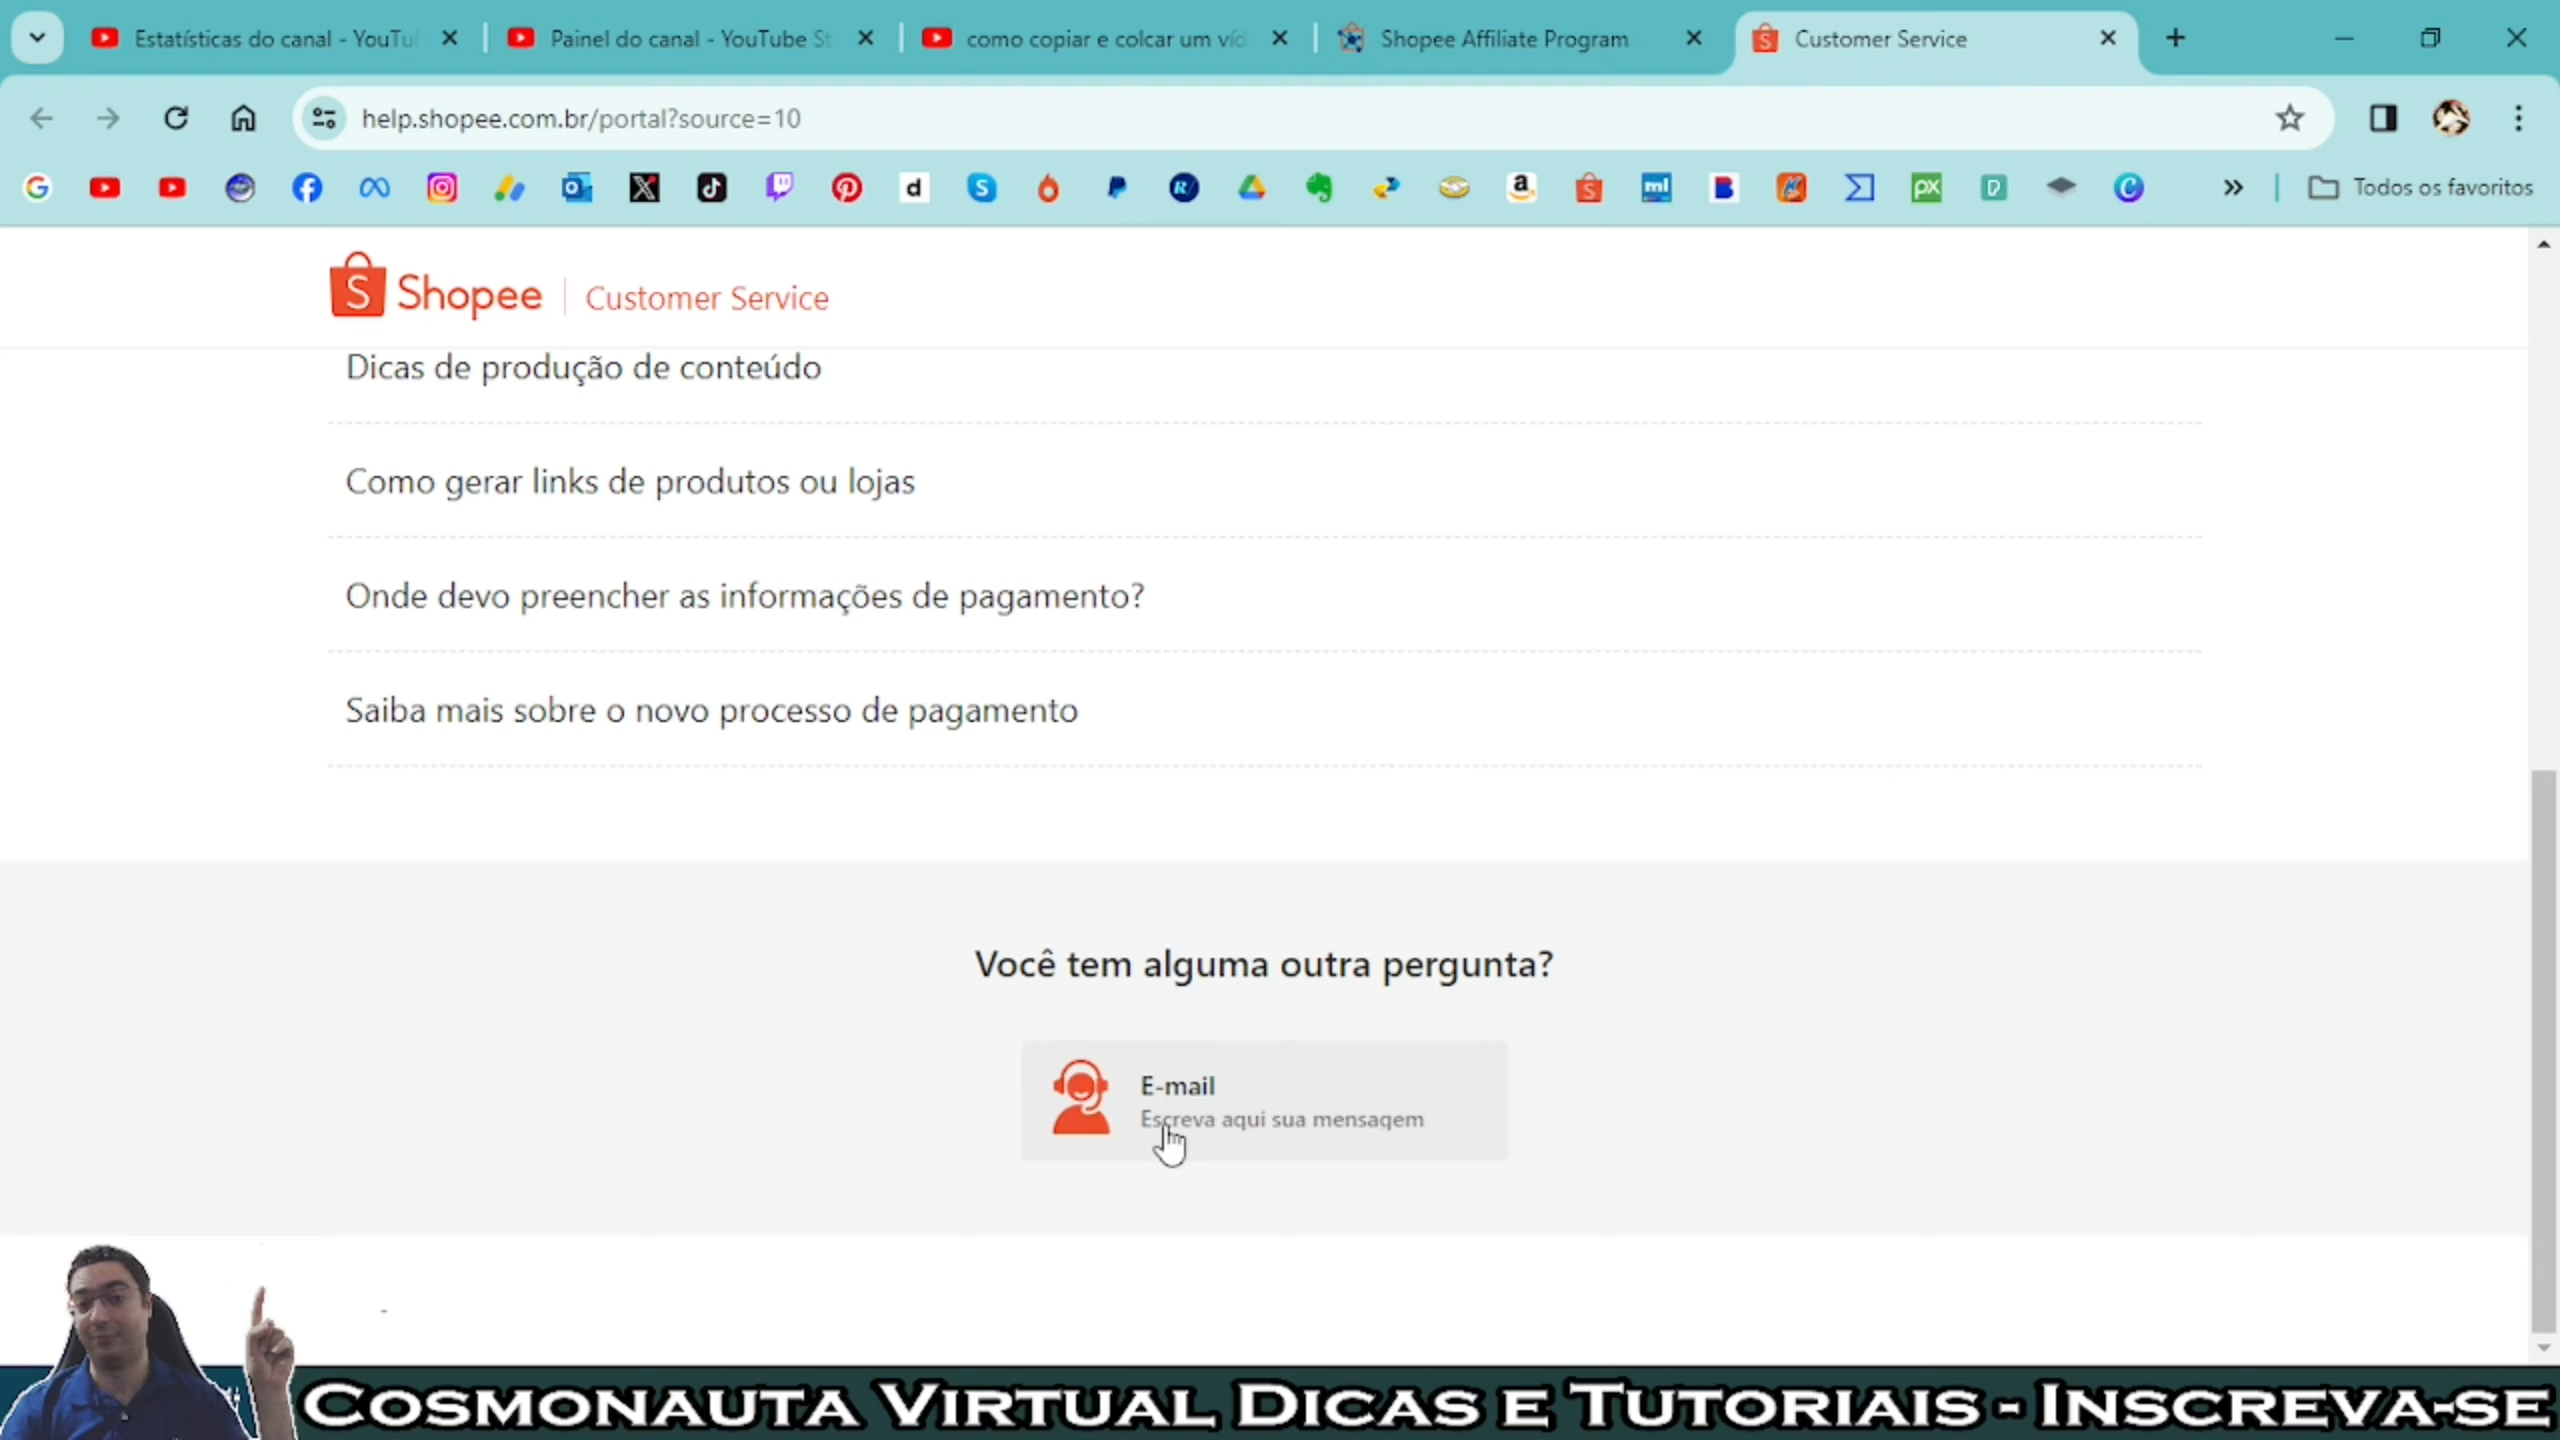 Estatísticas do canal - YouTu
Painel do canal - YouTube St
como copiar e colcar um víd
Shopee Affiliate Program
Customer Service
help.shopee.com.br/portal?source=10
Todos os favoritos
Shopee
Customer Service
Dicas de produção de conteúdo
Como gerar links de produtos ou lojas
Onde devo preencher as informações de pagamento?
Saiba mais sobre o novo processo de pagamento
Você tem alguma outra pergunta?
E-mail
Escreva aqui sua mensagem
Cosmonauta Virtual Dicas e Tutoriais - Inscreva-se